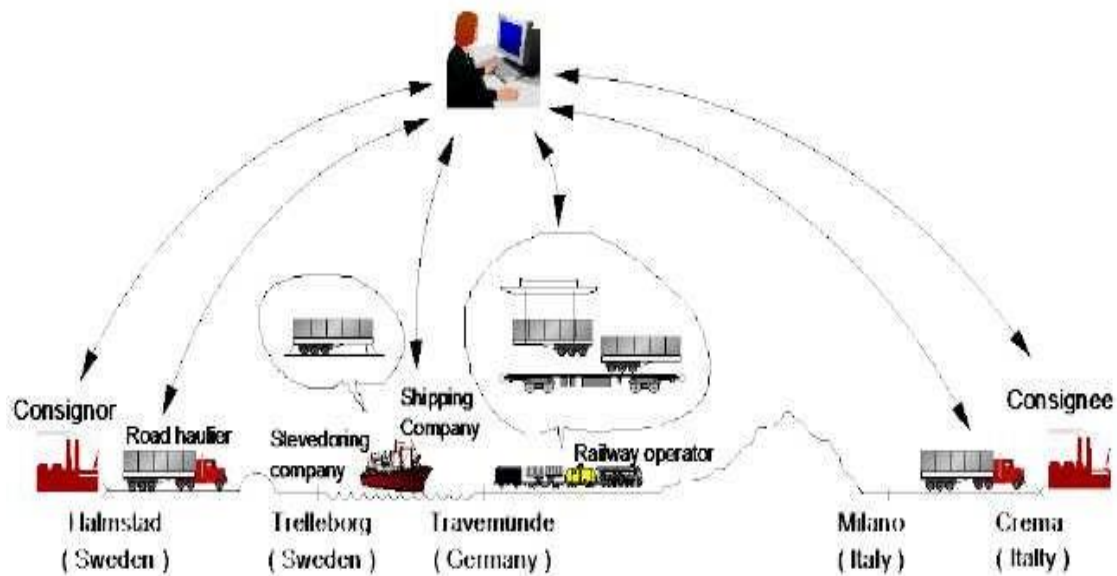 Consignor
Road haulier
Stevedoring
company
Shipping
Company
Railway operator
Consignee
Halmstad
( Sweden )
Trelleborg
( Sweden )
Travemünde
( Germany )
Milano
( Italy )
Crema
( Itally )